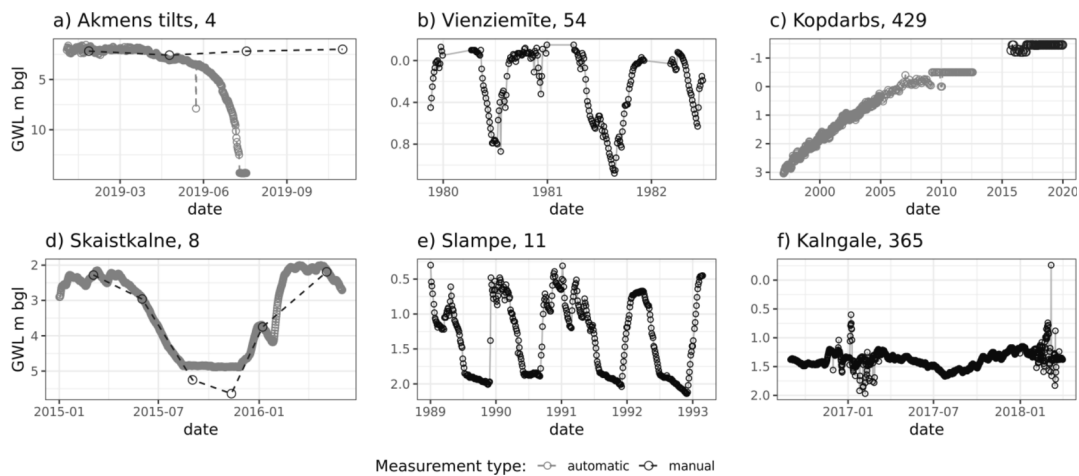 a) Akmens tilts, 4
b) Vienziemīte, 54
c) Kopdarbs, 429
GWL m bgl
5
10
2019-03 2019-06 2019-09
date
0.0
0.4
0.8
1980 1981 1982
date
-1
0
1
2
3
2000 2005 2010 2015 2020
date
d) Skaistkalne, 8
e) Slampe, 11
f) Kalngale, 365
GWL m bgl
2
3
4
5
2015-01 2015-07 2016-01
date
0.5
1.0
1.5
2.0
1989 1990 1991 1992 1993
date
0.0
0.5
1.0
1.5
2.0
2017-01 2017-07 2018-01
date
Measurement type: automatic manual